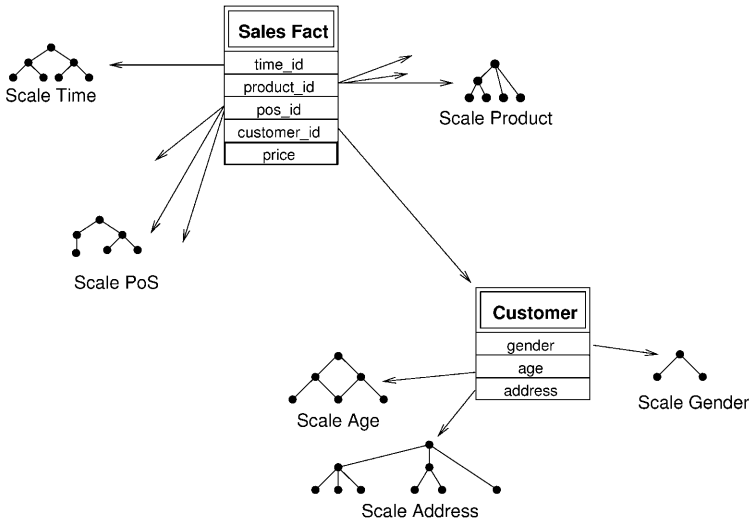 Sales Fact
time_id
product_id
pos_id
customer_id
price
Scale Time
Scale Product
Scale PoS
Customer
gender
age
address
Scale Gender
Scale Age
Scale Address